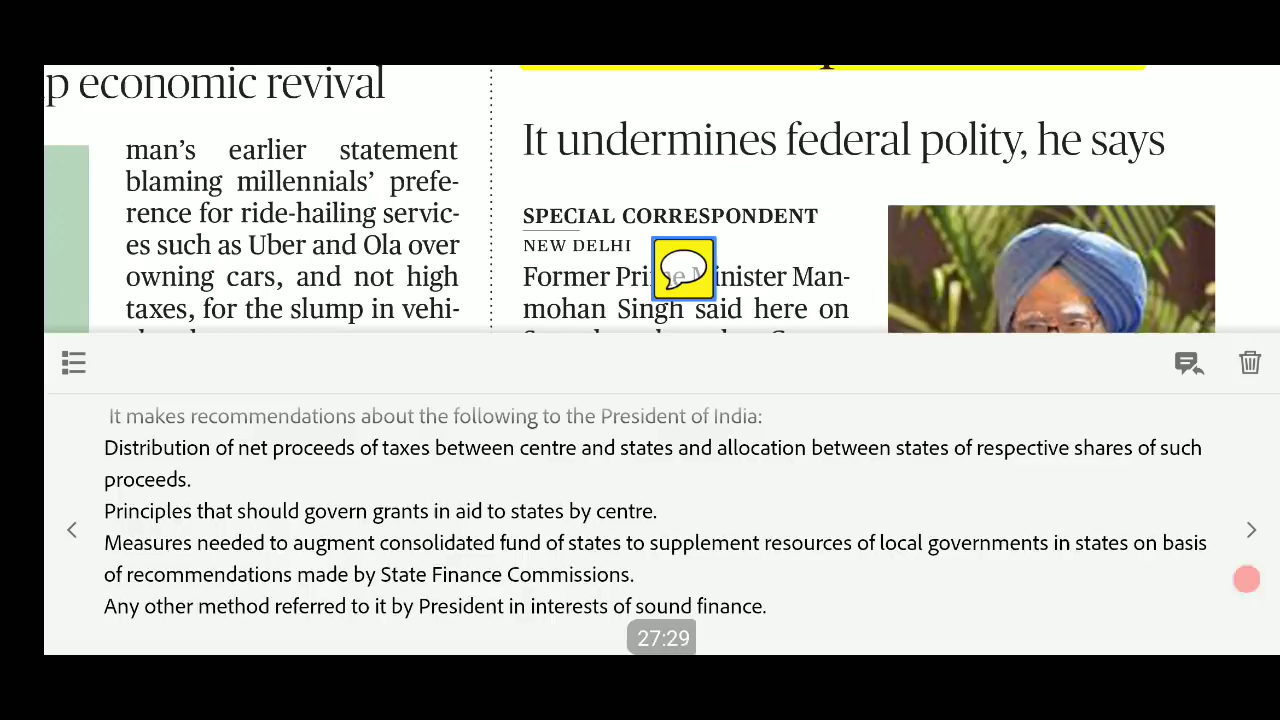 p economic revival
man's earlier statement
blaming millennials' prefe-
rence for ride-hailing servic-
es such as Uber and Ola over
owning cars, and not high
taxes, for the slump in vehi-
It undermines federal polity, he says
SPECIAL CORRESPONDENT
NEW DELHI
Former Prime Minister Man-
mohan Singh said here on
It makes recommendations about the following to the President of India:
Distribution of net proceeds of taxes between centre and states and allocation between states of respective shares of such
proceeds.
Principles that should govern grants in aid to states by centre.
Measures needed to augment consolidated fund of states to supplement resources of local governments in states on basis
of recommendations made by State Finance Commissions.
Any other method referred to it by President in interests of sound finance.
27:29